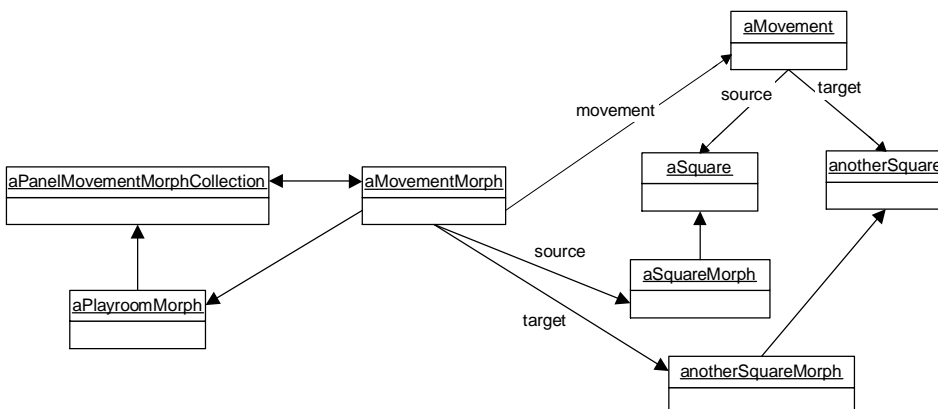 aMovement
source
target
movement
aPanelMovementMorphCollection
aMovementMorph
aSquare
anotherSquare
source
aSquareMorph
aPlayroomMorph
target
anotherSquareMorph